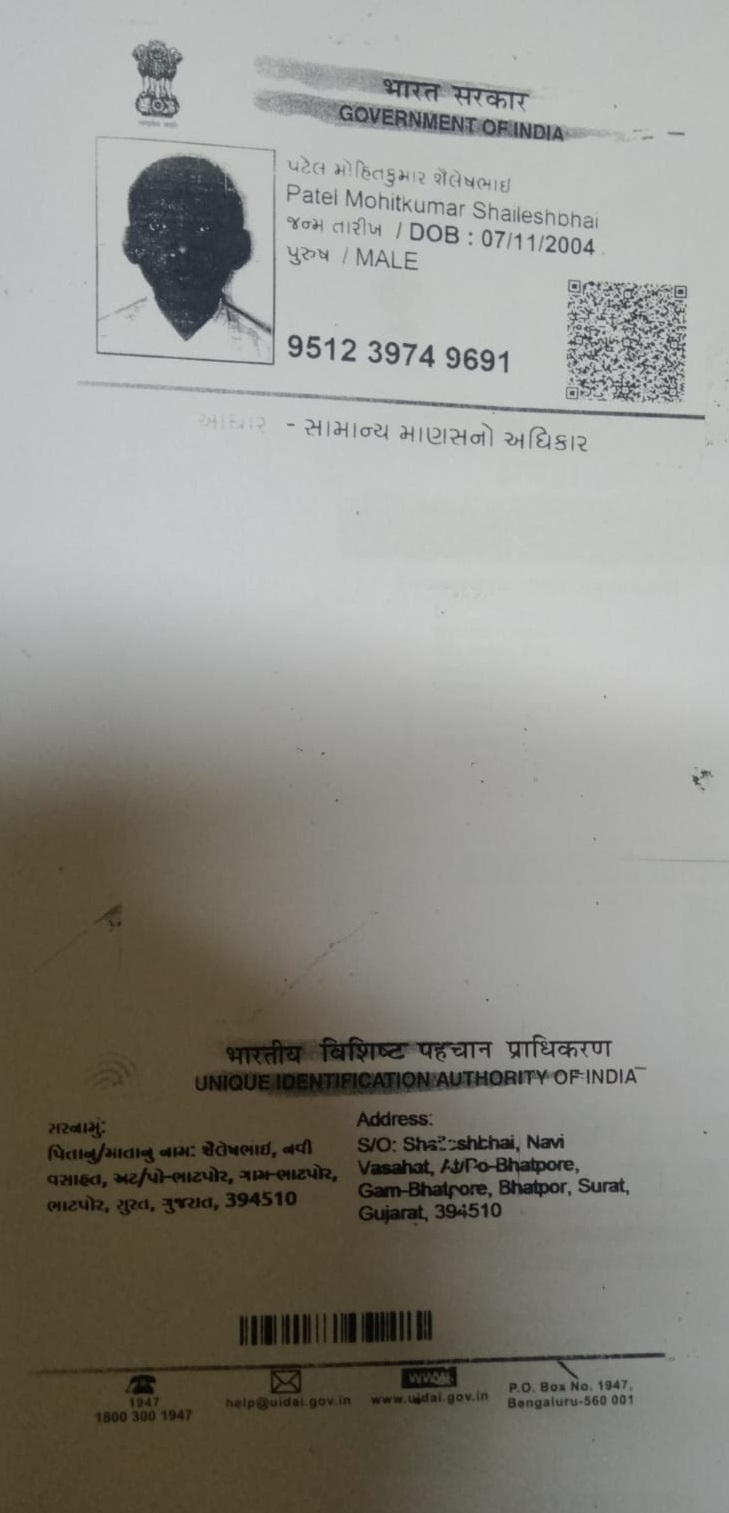 भारत सरकार
GOVERNMENT OF INDIA
પટેલ મોહિતકુમાર શૈલેષભાઇ
Patel Mohitkumar Shaileshbhai
જન્મ તારીખ / DOB : 07/11/2004
પુરુષ / MALE
9512 3974 9691
આધાર - સામાન્ય માણસનો અધિકાર
भारतीय विशिष्ट पहचान प्राधिकरण
UNIQUE IDENTIFICATION AUTHORITY OF INDIA
સરનામું:
પિતાનુ/માતાનુ નામ: શૈલેષભાઇ, નવી
વસાહત, અટ/પો-ભાટપોર, ગામ-ભાટપોર,
ભાટપોર, સુરત, ગુજરાત, 394510
Address:
S/O: Shaileshbhai, Navi
Vasahat, At/Po-Bhatpore,
Gam-Bhatpore, Bhatpor, Surat,
Gujarat, 394510
1947
1800 300 1947
help@uidai.gov.in
www
www.uidai.gov.in
P.O. Box No. 1947,
Bengaluru-560 001